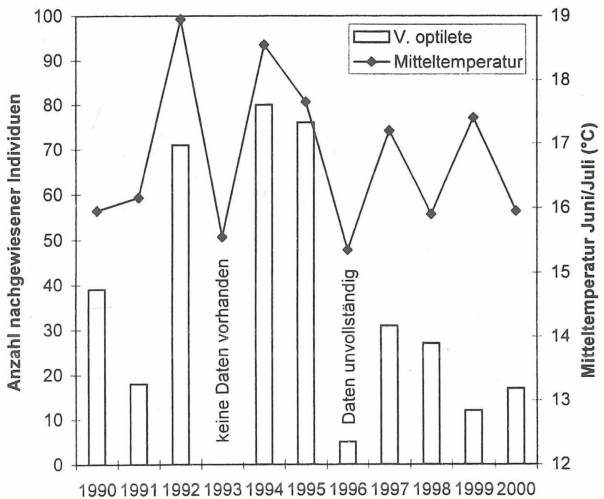 V. optilete
Mitteltemperatur
Anzahl nachgewiesener Individuen
100
90
80
70
60
50
40
30
20
10
0
keine Daten vorhanden
Daten unvollständig
19
18
17
16
15
14
13
12
Mitteltemperatur Juni/Juli (°C)
1990 1991 1992 1993 1994 1995 1996 1997 1998 1999 2000